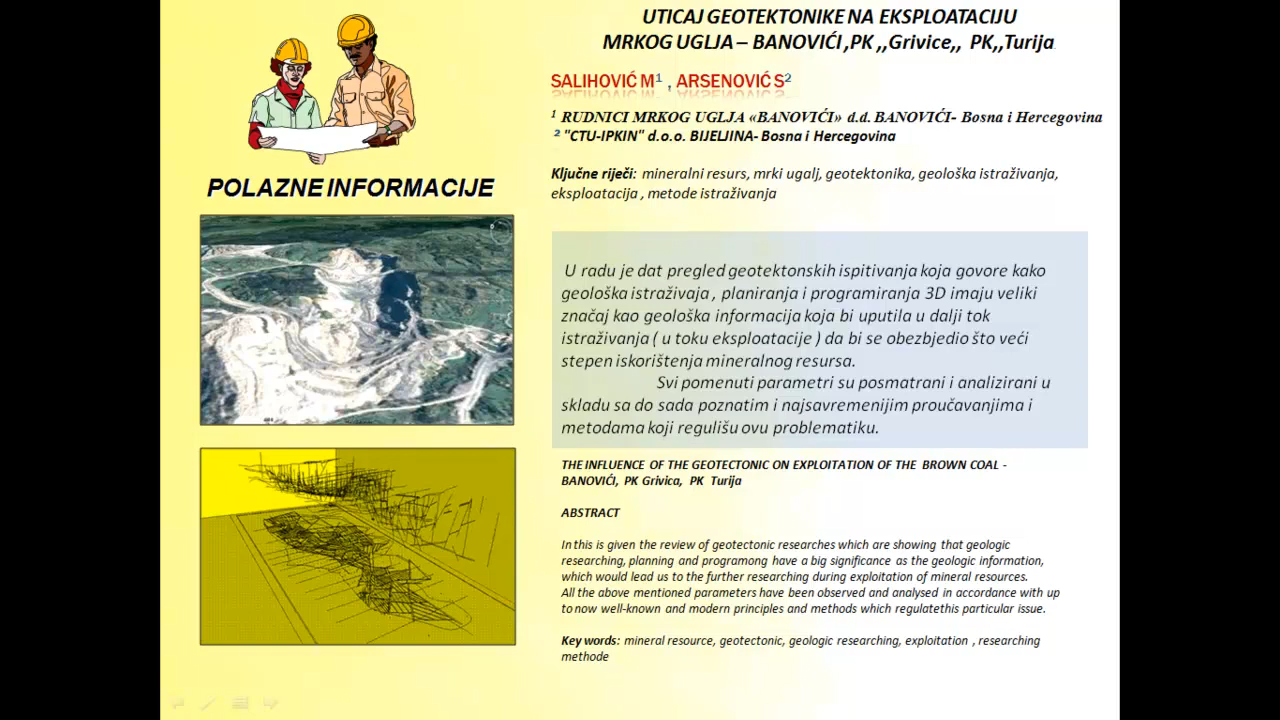 UTICAJ GEOTEKTONIKE NA EKSPLOATACIJU
MRKOG UGLJA – BANOVIĆI ,PK ,,Grivice,, PK,,Turija
SALIHOVIĆ M¹ , ARSENOVIĆ S²
¹ RUDNICI MRKOG UGLJA «BANOVIĆI» d.d. BANOVIĆI- Bosna i Hercegovina
² "CTU-IPKIN" d.o.o. BIJELJINA- Bosna i Hercegovina
POLAZNE INFORMACIJE
Ključne riječi: mineralni resurs, mrki ugalj, geotektonika, geološka istraživanja,
eksploatacija , metode istraživanja
U radu je dat pregled geotektonskih ispitivanja koja govore kako
geološka istraživaja , planiranja i programiranja 3D imaju veliki
značaj kao geološka informacija koja bi uputila u dalji tok
istraživanja ( u toku eksploatacije ) da bi se obezbjedio što veći
stepen iskorištenja mineralnog resursa.
Svi pomenuti parametri su posmatrani i analizirani u
skladu sa do sada poznatim i najsavremenijim proučavanjima i
metodama koji regulišu ovu problematiku.
THE INFLUENCE OF THE GEOTECTONIC ON EXPLOITATION OF THE BROWN COAL -
BANOVIĆI, PK Grivica, PK Turija
ABSTRACT
In this is given the review of geotectonic researches which are showing that geologic
researching, planning and programong have a big significance as the geologic information,
which would lead us to the further researching during exploitation of mineral resources.
All the above mentioned parameters have been observed and analysed in accordance with up
to now well-known and modern principles and methods which regulatethis particular issue.
Key words: mineral resource, geotectonic, geologic researching, exploitation , researching
methode